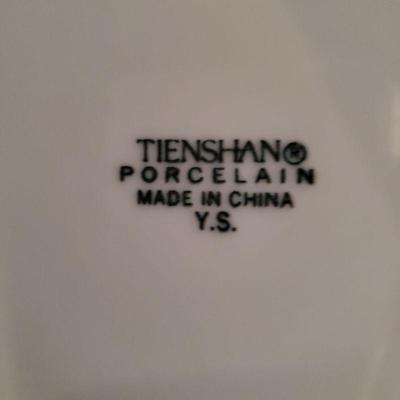 TIENSHAN®
PORCELAIN
MADE IN CHINA
Y.S.